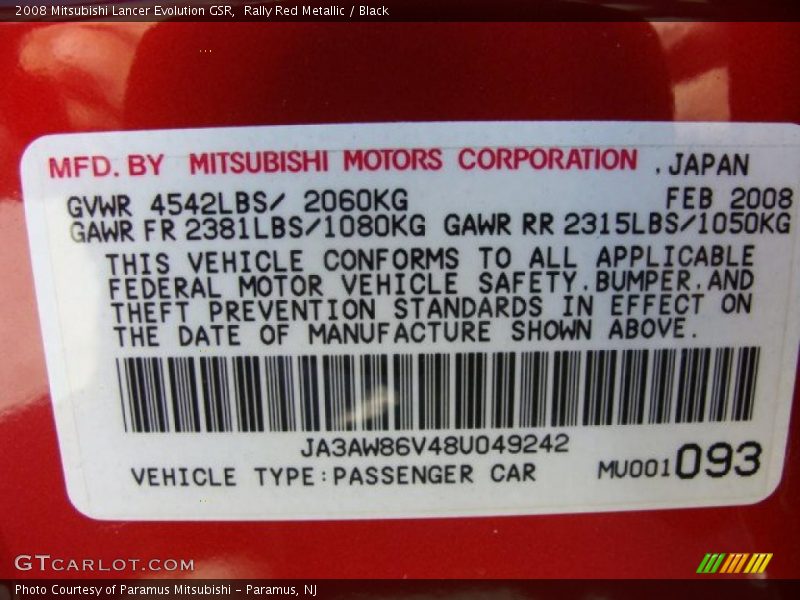 2008 Mitsubishi Lancer Evolution GSR, Rally Red Metallic / Black
MFD. BY MITSUBISHI MOTORS CORPORATION , JAPAN
GVWR 4542LBS/ 2060KG FEB 2008
GAWR FR 2381LBS/1080KG GAWR RR 2315LBS/1050KG
THIS VEHICLE CONFORMS TO ALL APPLICABLE
FEDERAL MOTOR VEHICLE SAFETY.BUMPER.AND
THEFT PREVENTION STANDARDS IN EFFECT ON
THE DATE OF MANUFACTURE SHOWN ABOVE.
JA3AW86V48U049242
VEHICLE TYPE:PASSENGER CAR MU001093
GTCARLOT.COM
Photo Courtesy of Paramus Mitsubishi - Paramus, NJ